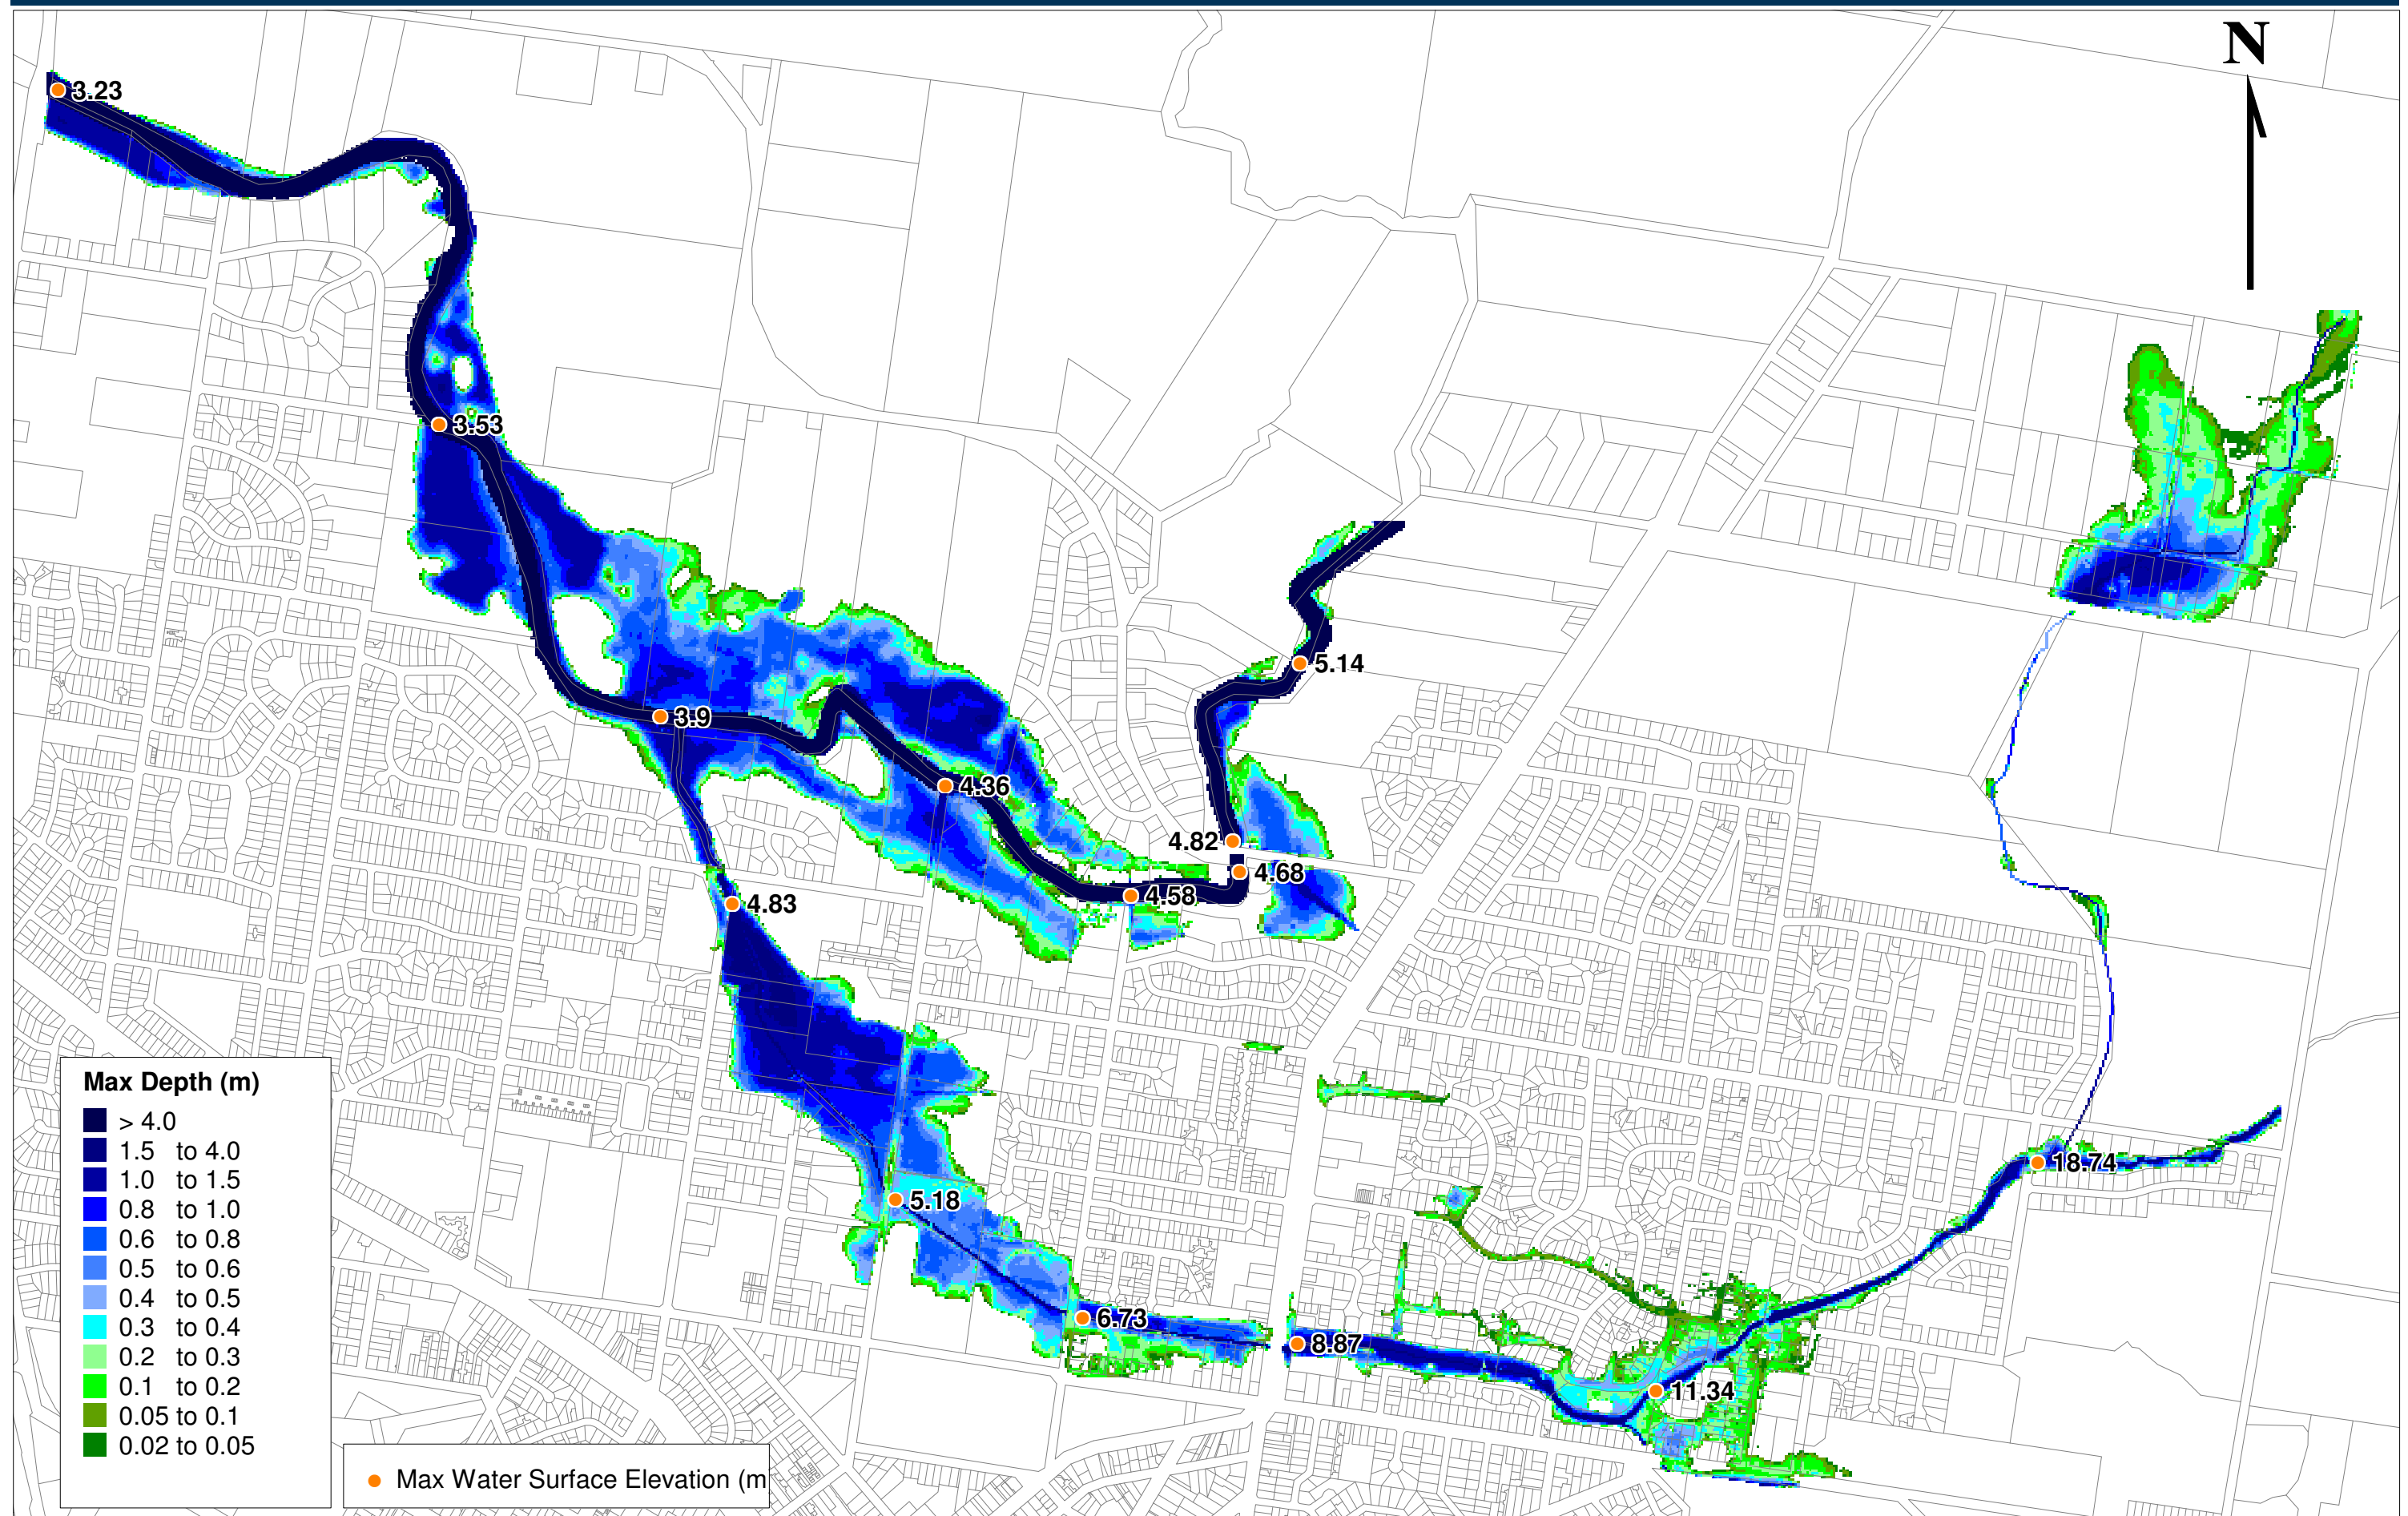 N
3.23
3.53
5.14
3.9
4.36
4.82
4.68
4.58
4.83
18.74
5.18
6.73
8.87
11.34
Max Depth (m)
> 4.0
1.5 to 4.0
1.0 to 1.5
0.8 to 1.0
0.6 to 0.8
0.5 to 0.6
0.4 to 0.5
0.3 to 0.4
0.2 to 0.3
0.1 to 0.2
0.05 to 0.1
0.02 to 0.05
Max Water Surface Elevation (m